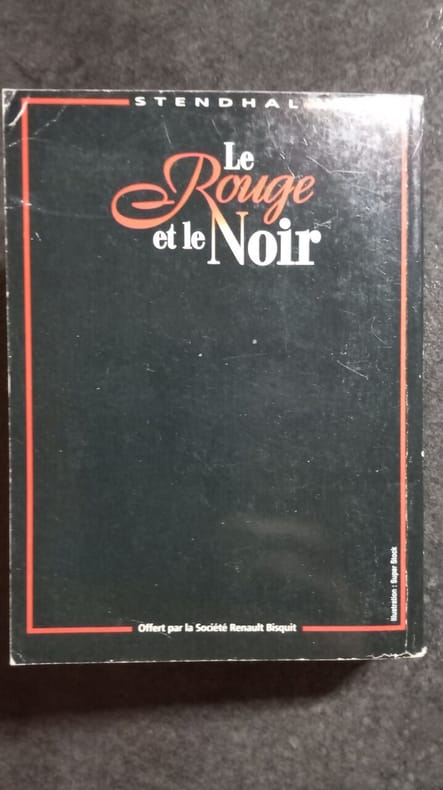 STENDHAL
Le
Rouge
et le Noir
Illustration : Super Stock
Offert par la Société Renault Bisquit